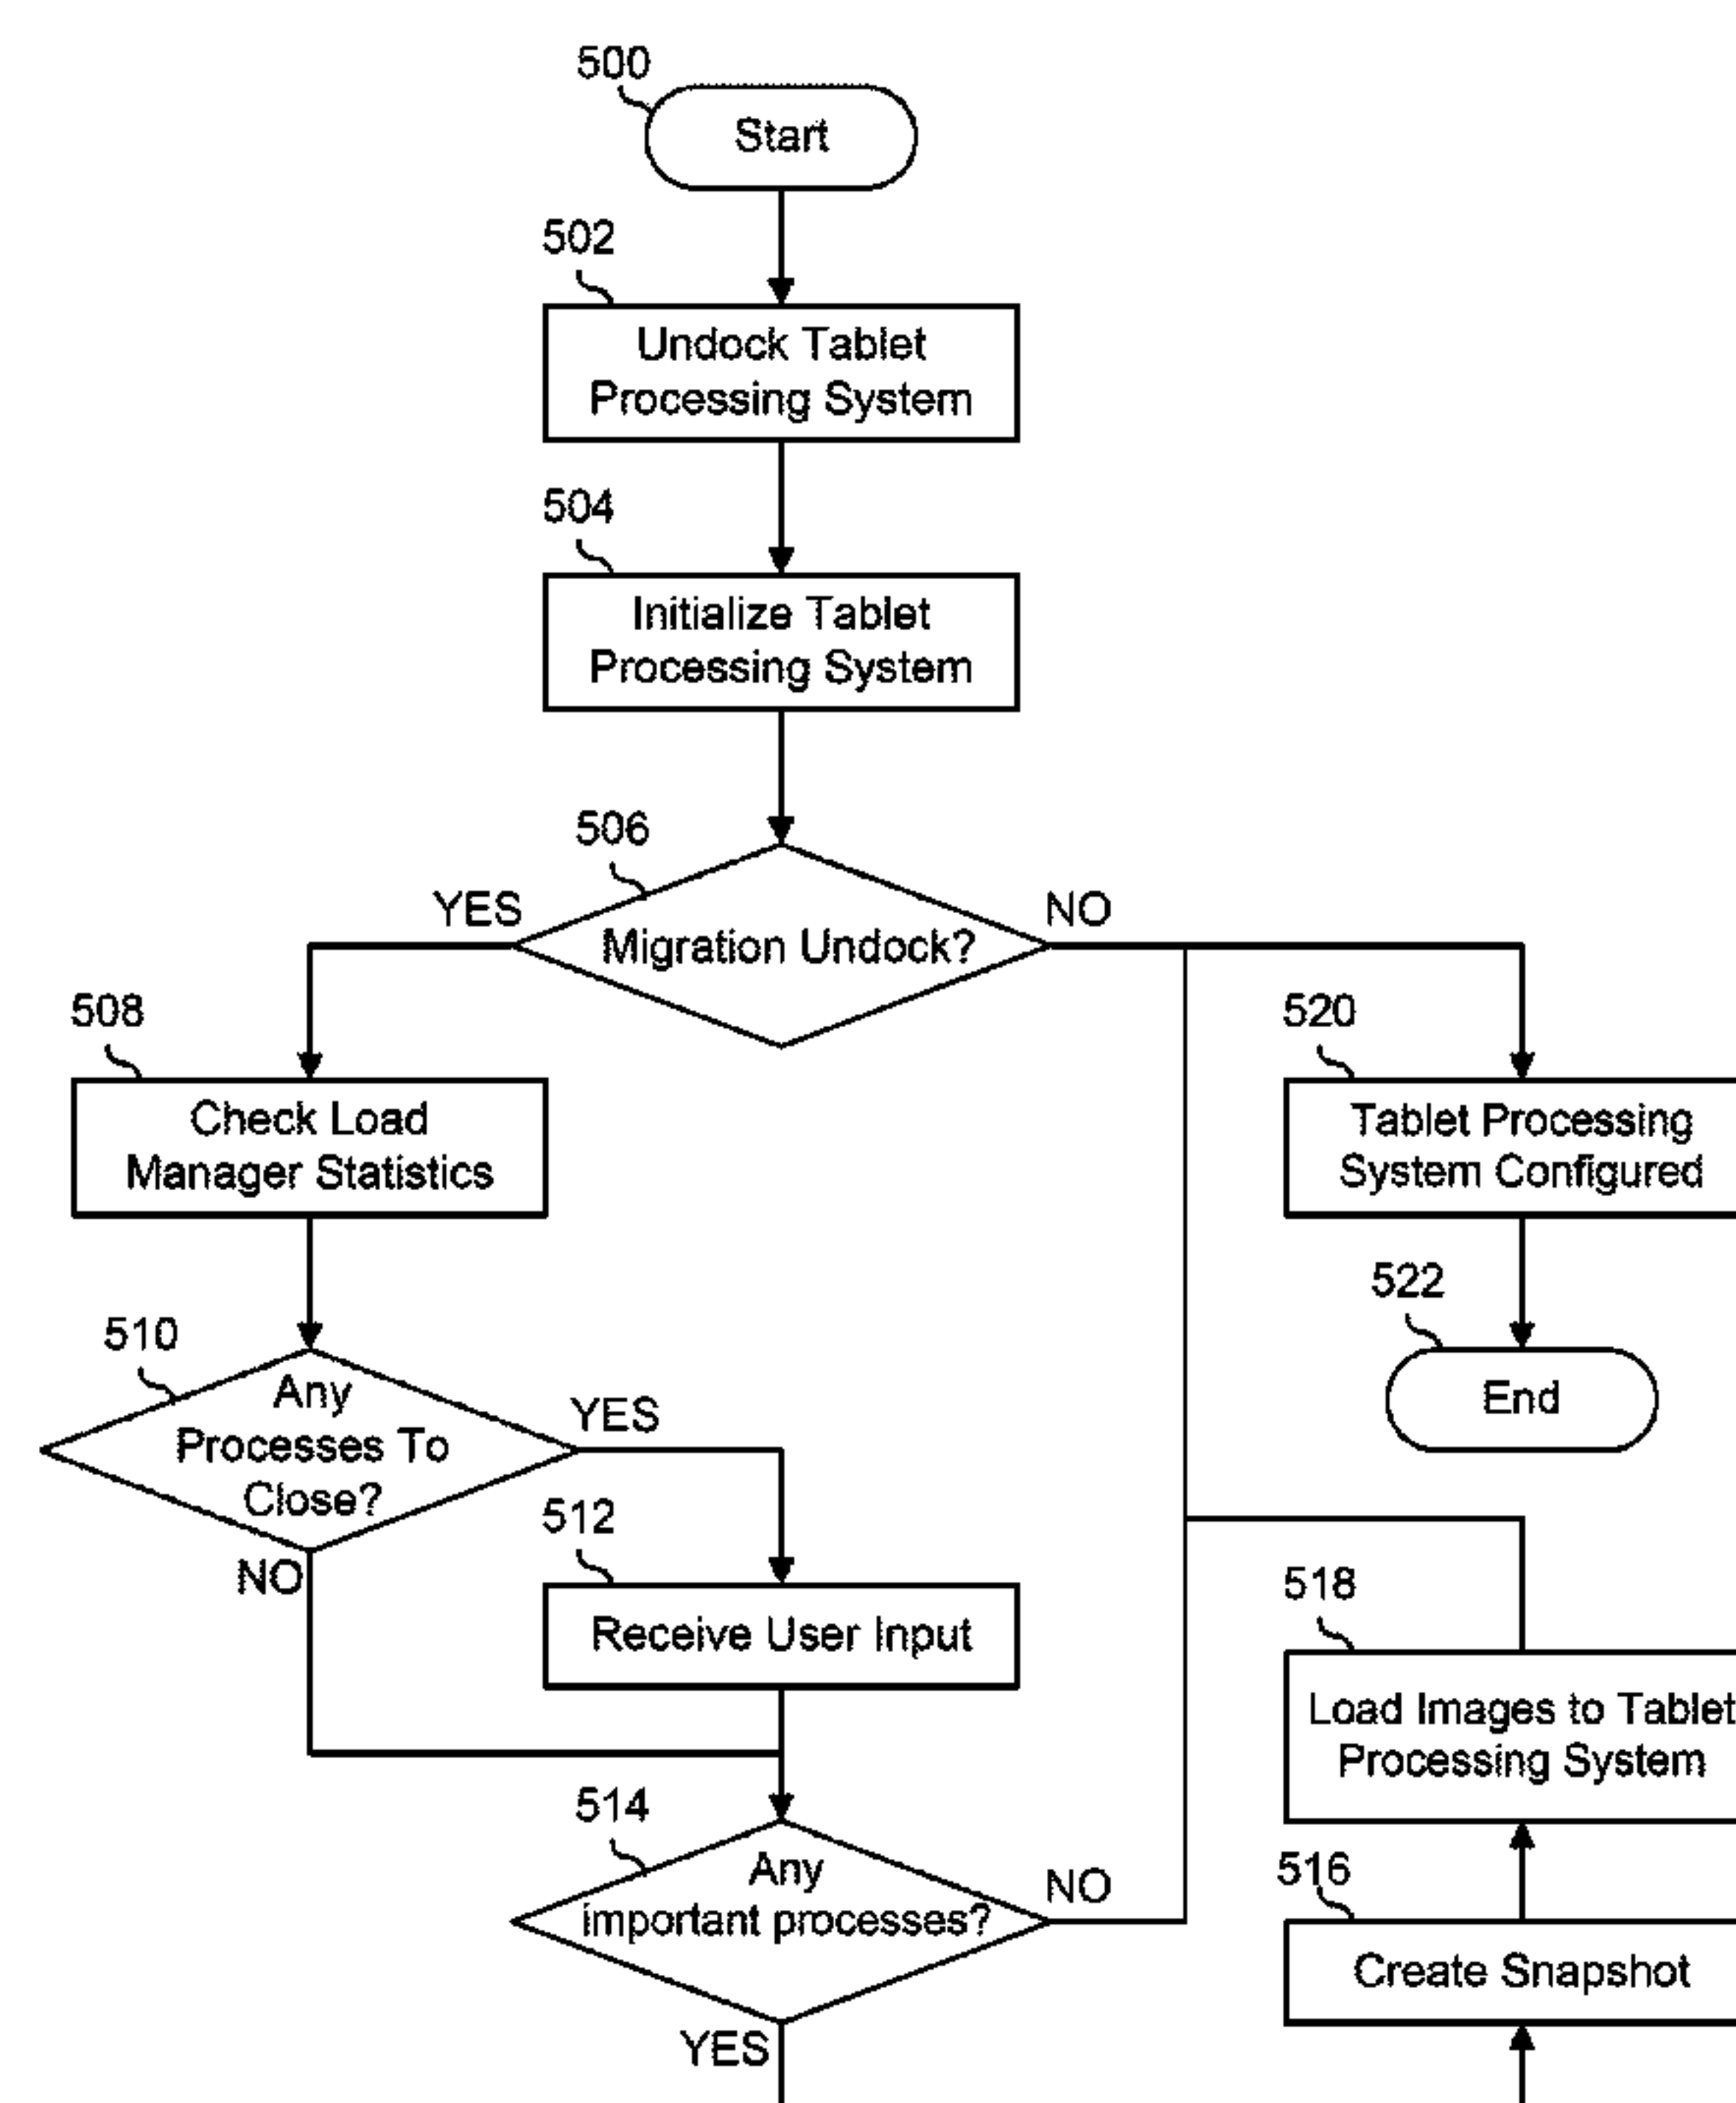 500
Start
502
Undock Tablet
Processing System
504
Initialize Tablet
Processing System
506
YES
NO
Migration Undock?
508
Check Load
Manager Statistics
520
Tablet Processing
System Configured
522
End
510
Any
Processes To
Close?
YES
NO
512
Receive User Input
518
Load Images to Tablet
Processing System
514
Any
important processes?
NO
YES
516
Create Snapshot